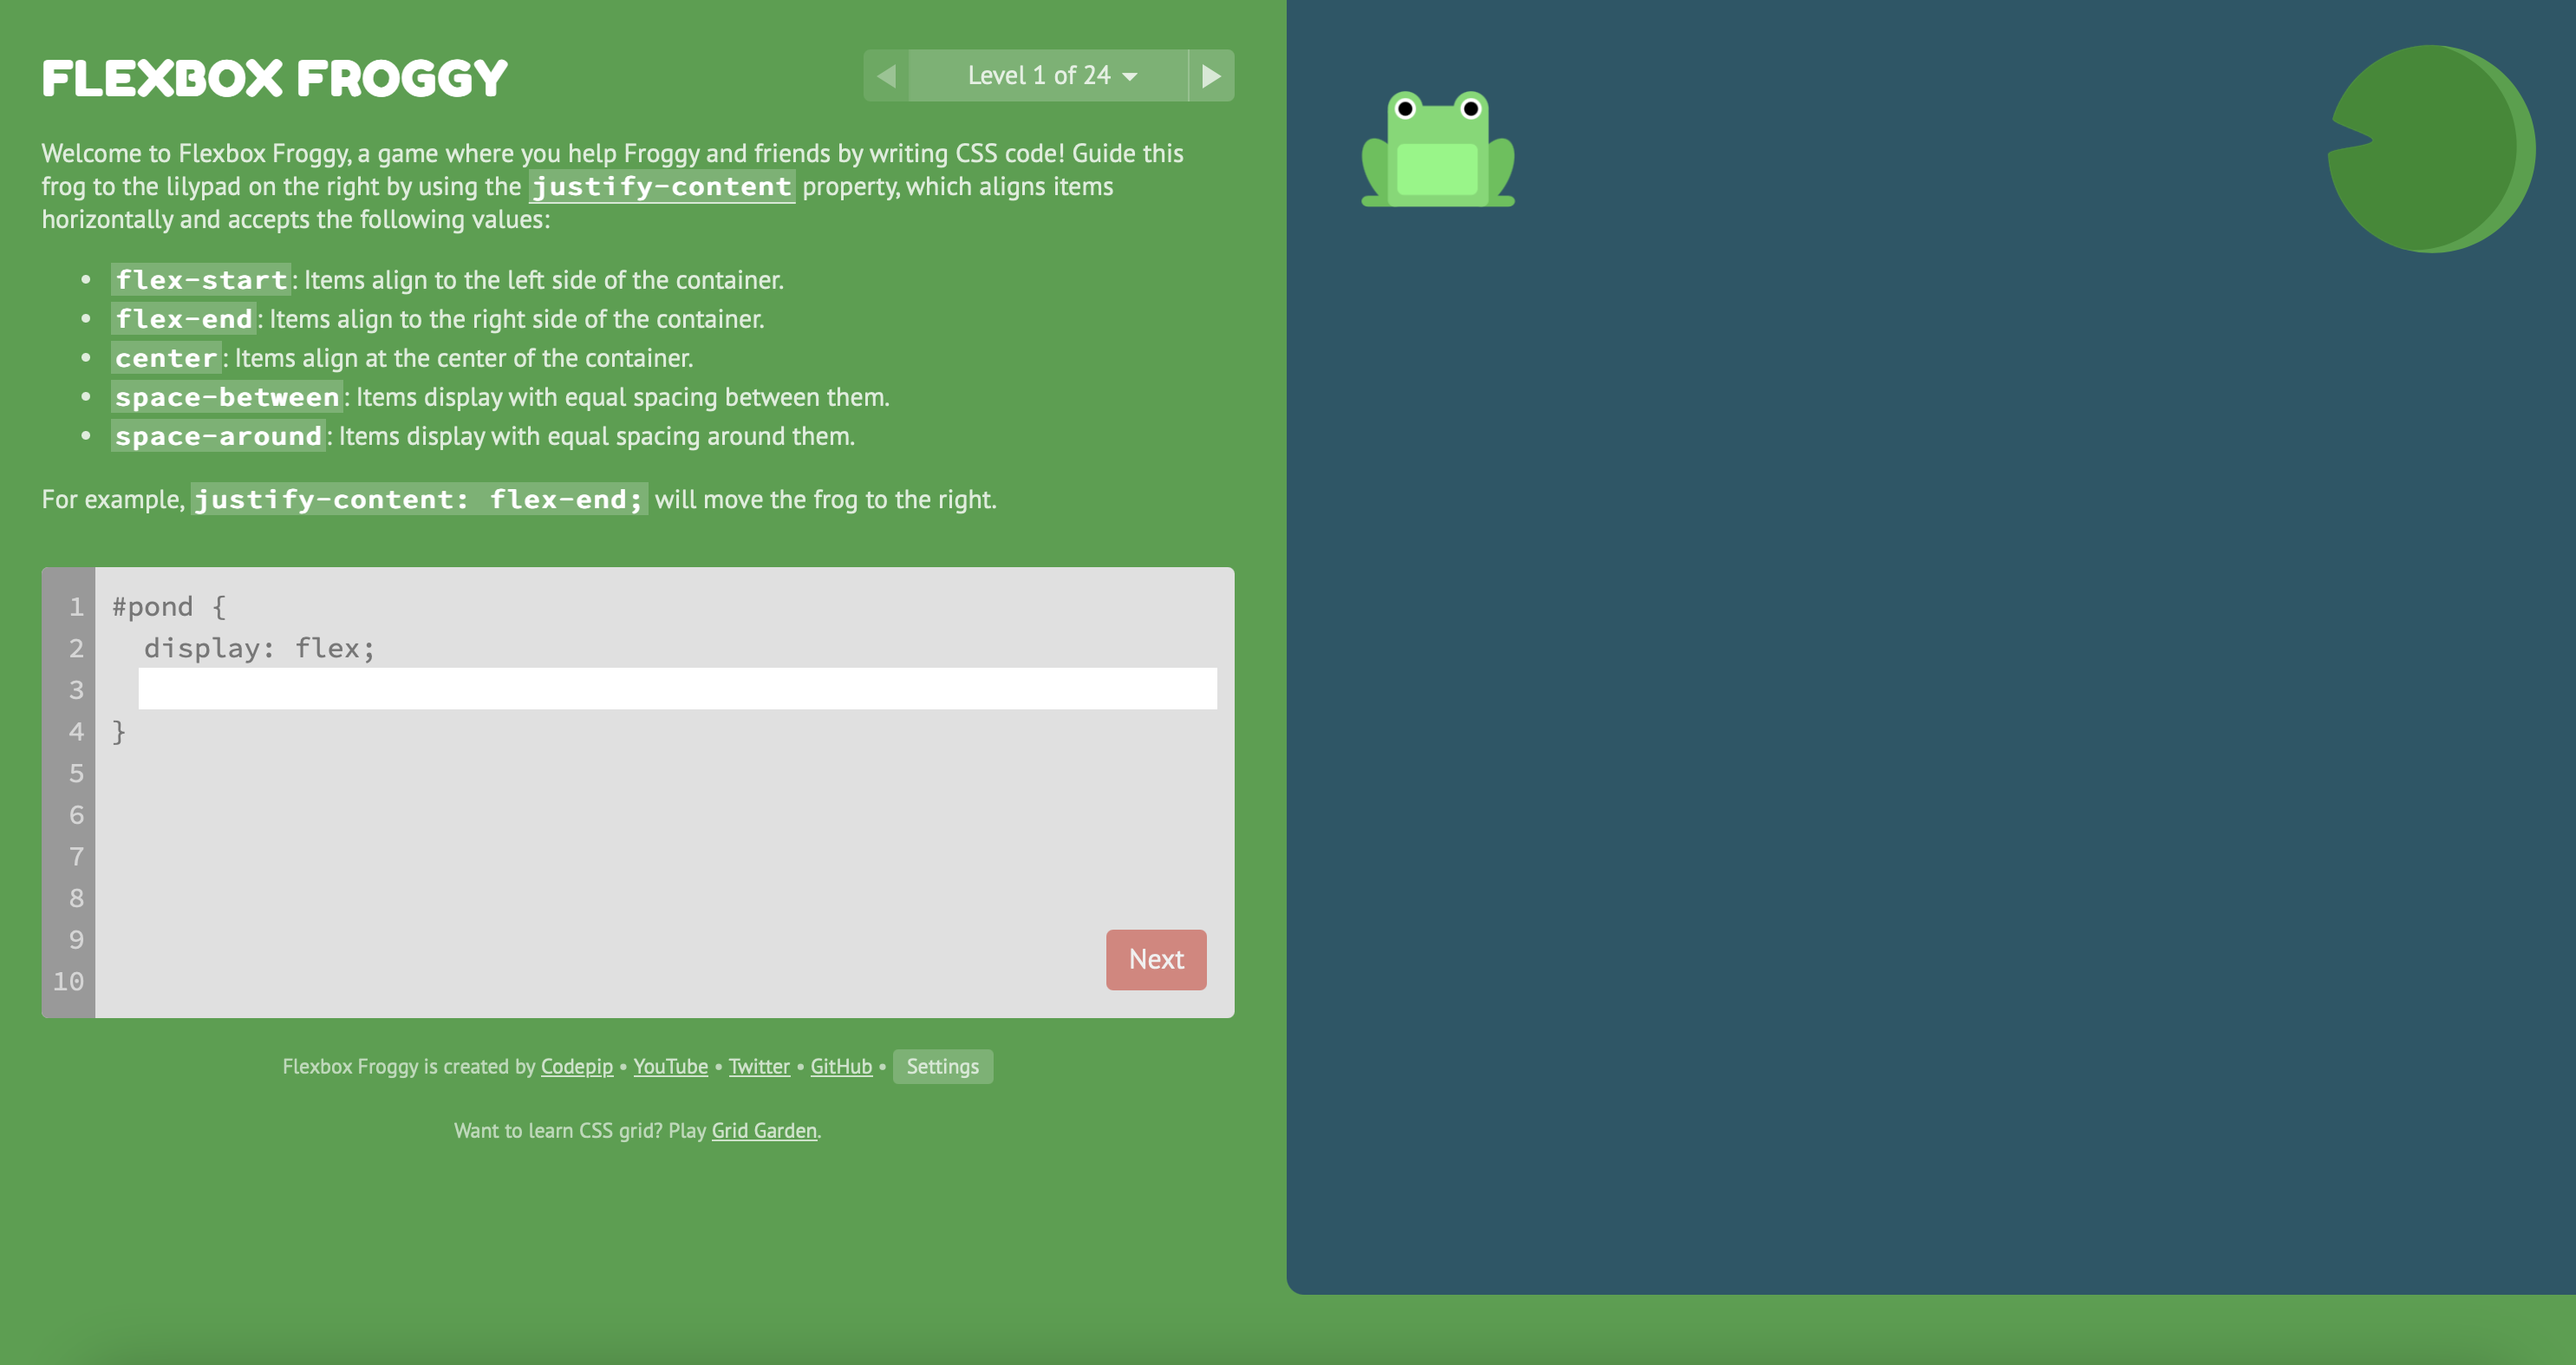 FLEXBOX FROGGY
Level 1 of 24
Welcome to Flexbox Froggy, a game where you help Froggy and friends by writing CSS code! Guide this
frog to the lilypad on the right by using the justify-content property, which aligns items
horizontally and accepts the following values:
• flex-start: Items align to the left side of the container.
• flex-end: Items align to the right side of the container.
• center: Items align at the center of the container.
• space-between: Items display with equal spacing between them.
• space-around: Items display with equal spacing around them.
For example, justify-content: flex-end; will move the frog to the right.
1 #pond {
2 display: flex;
3
4 }
5
6
7
8
9
10
Next
Flexbox Froggy is created by Codepip • YouTube • Twitter • GitHub • Settings
Want to learn CSS grid? Play Grid Garden.